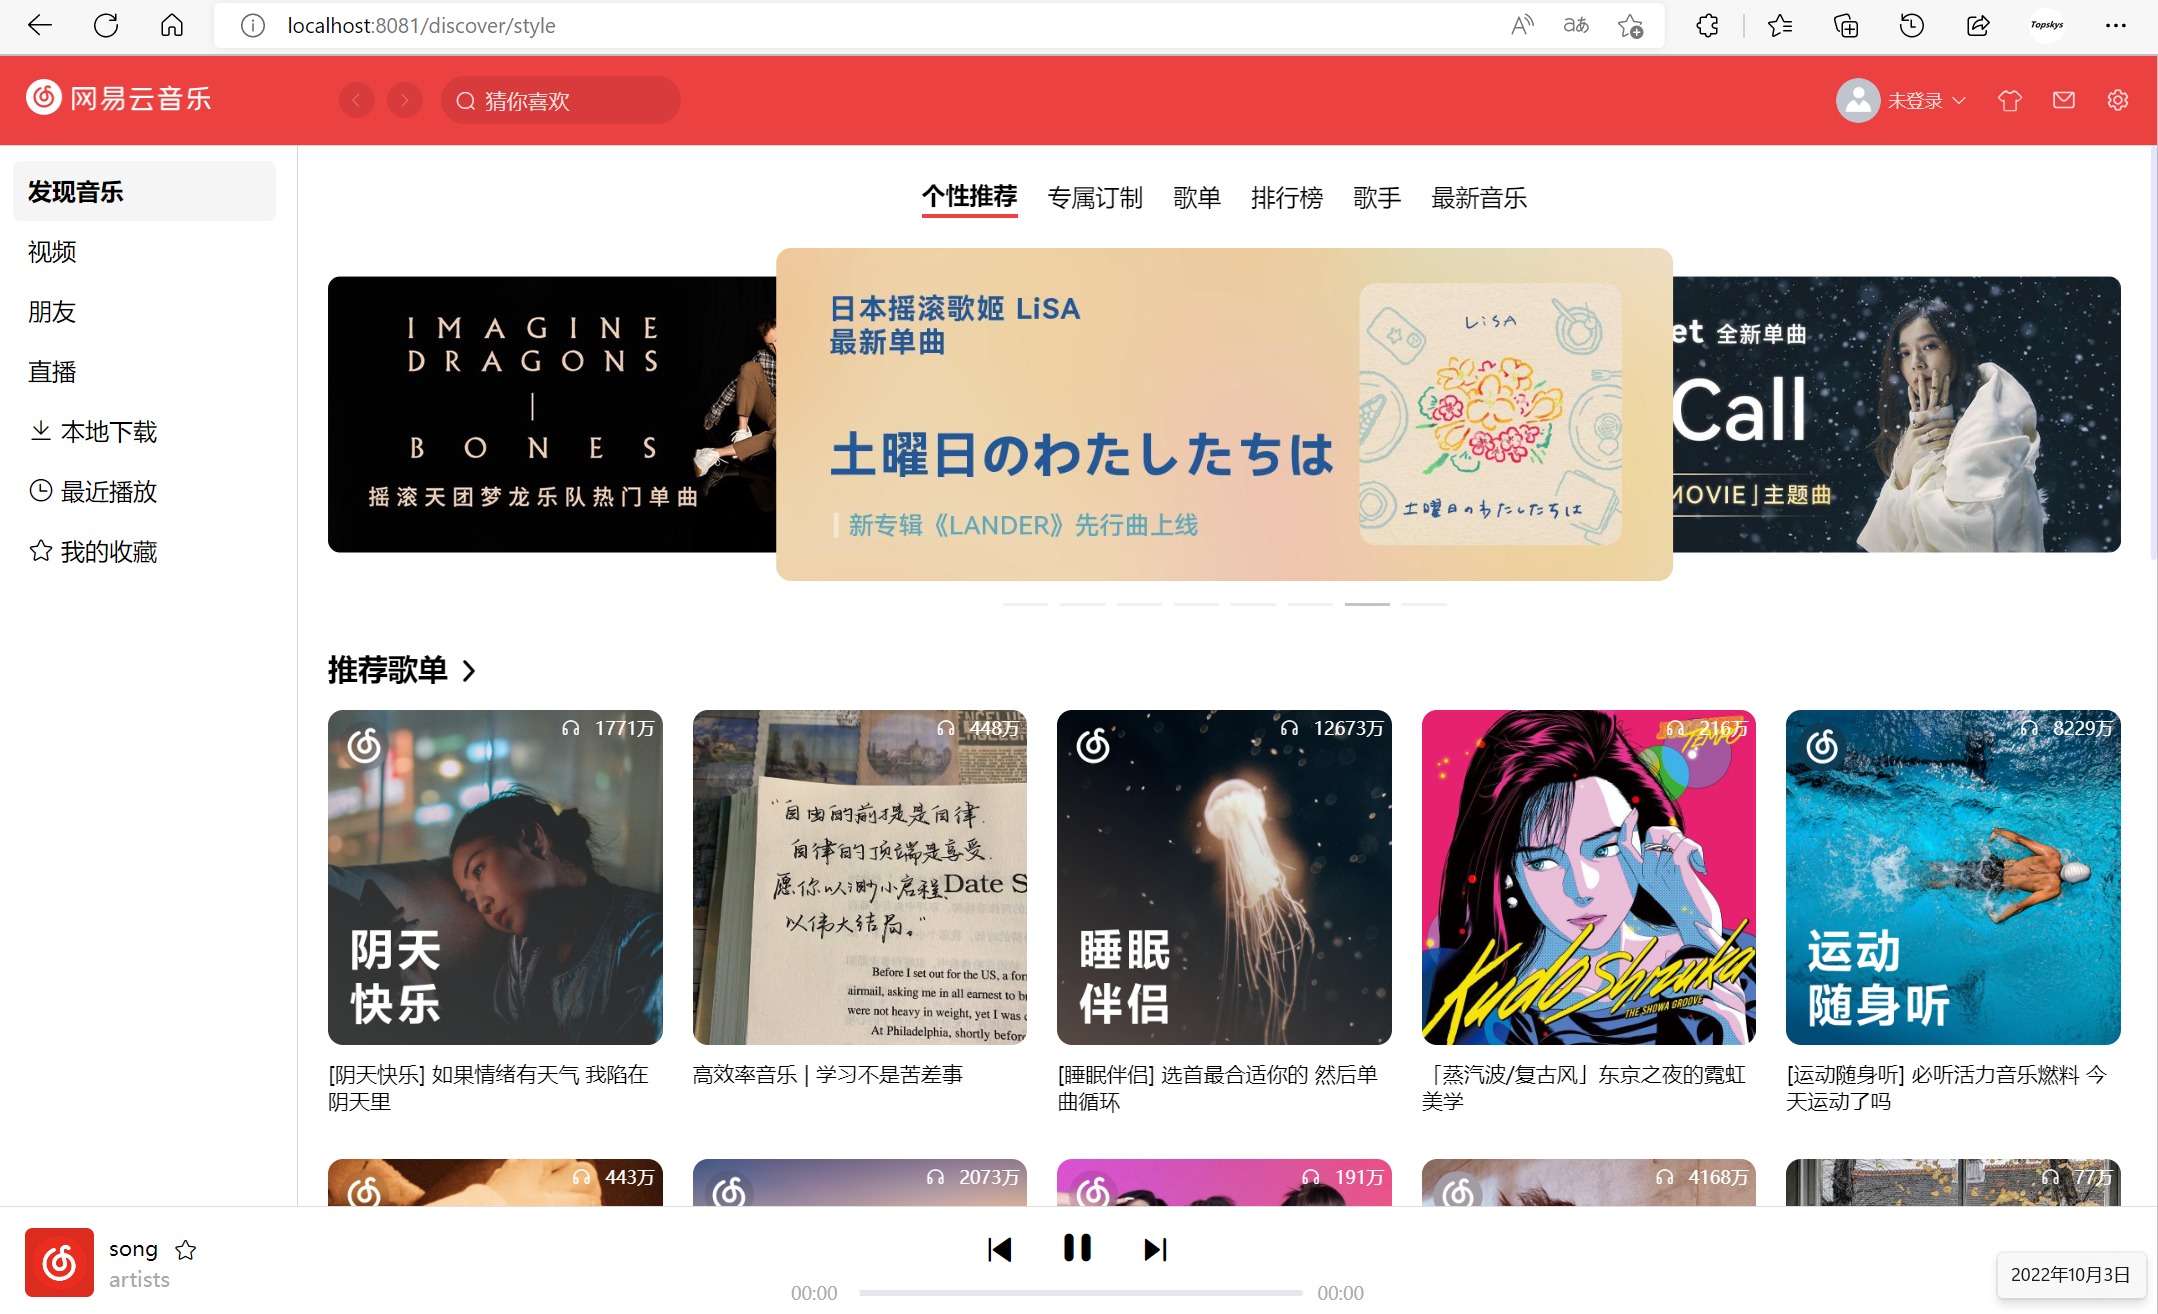 localhost:8081/discover/style
Topskys
网易云音乐
猜你喜欢
未登录
发现音乐
视频
朋友
直播
本地下载
最近播放
我的收藏
个性推荐 专属订制 歌单 排行榜 歌手 最新音乐
IMAGINE
DRAGONS
BONES
摇滚天团梦龙乐队热门单曲
日本摇滚歌姬 LiSA
最新单曲
土曜日のわたしたちは
新专辑《LANDER》先行曲上线
LiSA
土曜日のわたしたちは
et 全新单曲
Call
MOVIE」主题曲
推荐歌单
1771万
阴天
快乐
[阴天快乐] 如果情绪有天气 我陷在
阴天里
448万
“自由的前提是自律.
自律的顶端是享受.
愿你以渺小启程
以伟大结局。”
Date S
Before I set out for the US, a for
airmail, asking me in all earnest to b
were not heavy in weight, yet I was
At Philadelphia, shortly before
高效率音乐 | 学习不是苦差事
12673万
睡眠
伴侣
[睡眠伴侣] 选首最合适你的 然后单
曲循环
216万
TEMPO
Kudo Shizuka
THE SHOWA GROOVE
「蒸汽波/复古风」东京之夜的霓虹
美学
8229万
运动
随身听
[运动随身听] 必听活力音乐燃料 今
天运动了吗
443万
2073万
191万
4168万
77万
song
artists
00:00
00:00
2022年10月3日